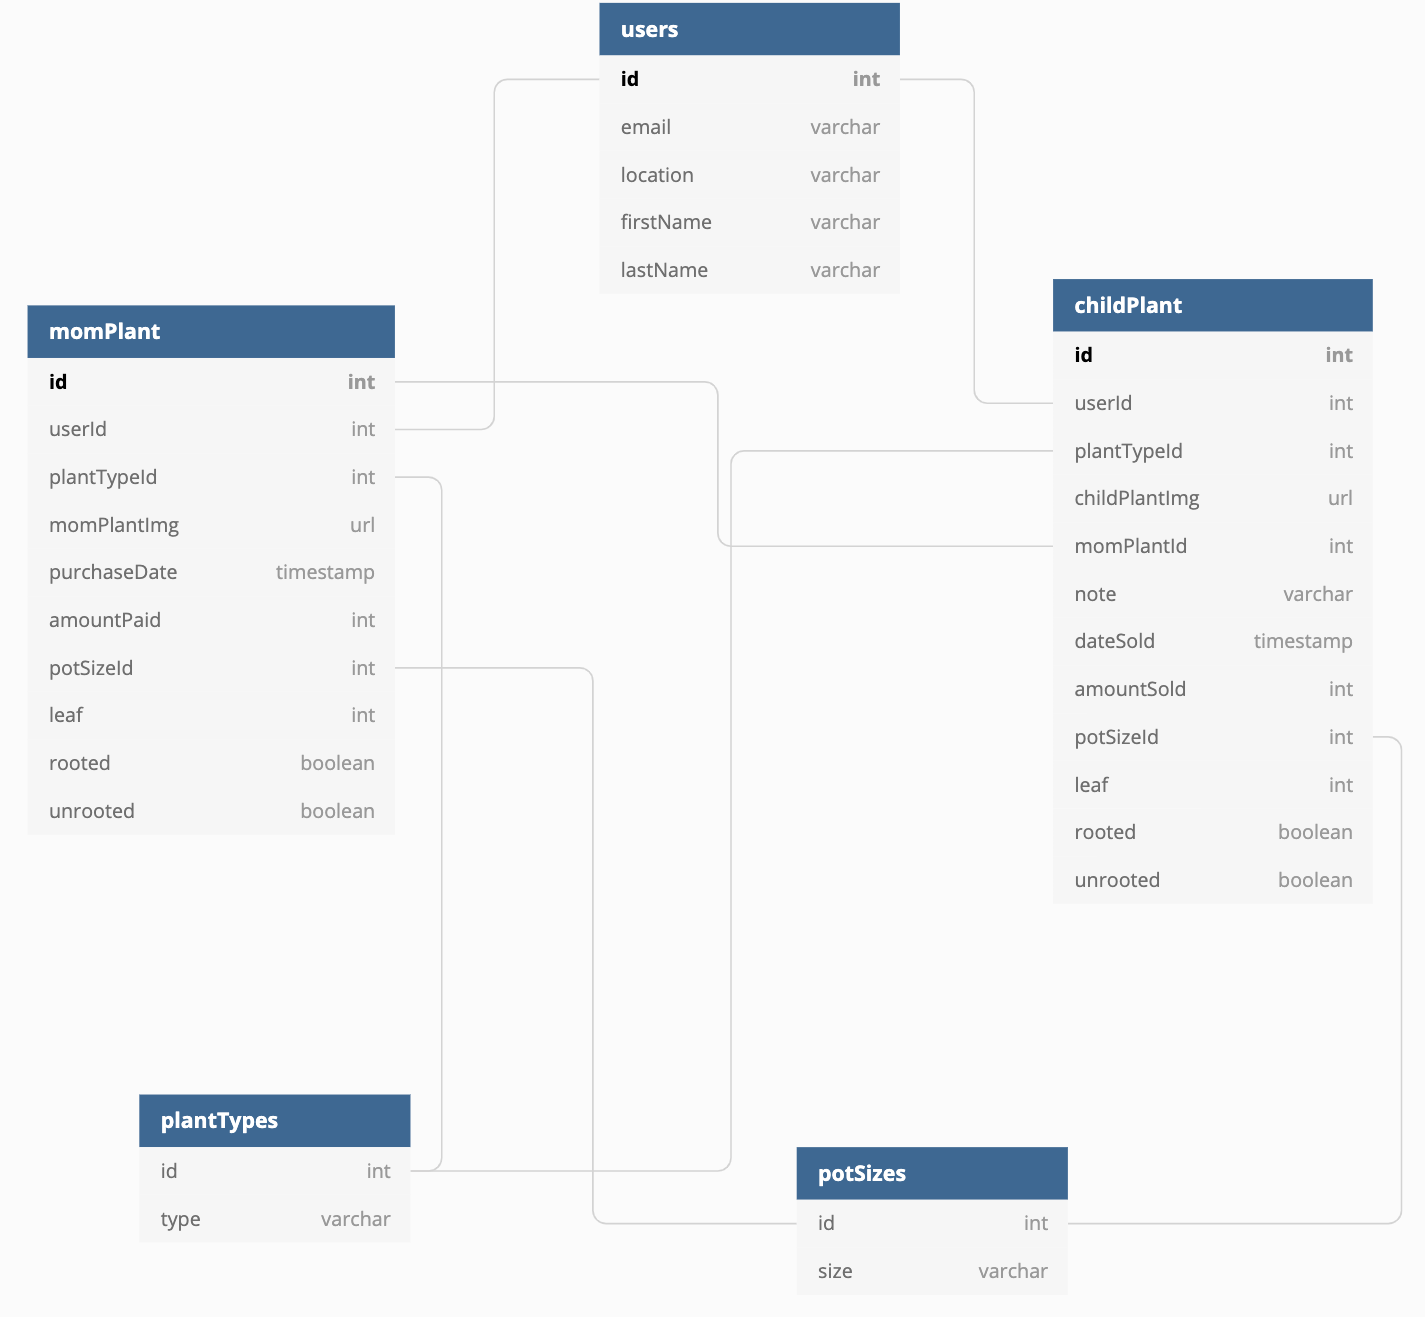 users
id int
email varchar
location varchar
firstName varchar
lastName varchar
momPlant
id int
userId int
plantTypeId int
momPlantImg url
purchaseDate timestamp
amountPaid int
potSizeId int
leaf int
rooted boolean
unrooted boolean
childPlant
id int
userId int
plantTypeId int
childPlantImg url
momPlantId int
note varchar
dateSold timestamp
amountSold int
potSizeId int
leaf int
rooted boolean
unrooted boolean
plantTypes
id int
type varchar
potSizes
id int
size varchar